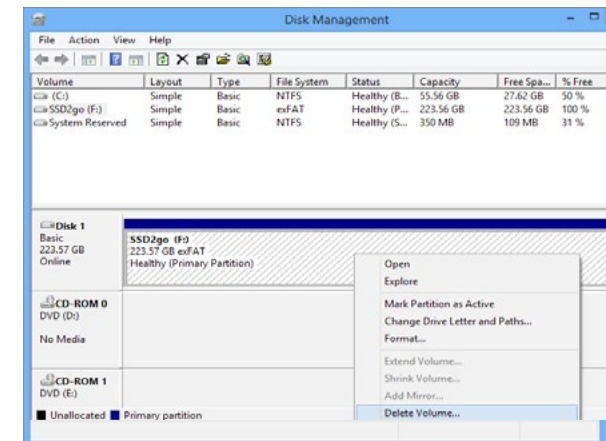 Disk Management
File Action View Help
Volume Layout Type File System Status Capacity Free Spa... % Free
(C:) Simple Basic NTFS Healthy (B... 55.56 GB 27.62 GB 50 %
SSD2go (F:) Simple Basic exFAT Healthy (P... 223.56 GB 223.56 GB 100 %
System Reserved Simple Basic NTFS Healthy (S... 350 MB 109 MB 31 %
Disk 1
Basic
223.57 GB
Online
SSD2go (F:)
223.57 GB exFAT
Healthy (Primary Partition)
Open
Explore
Mark Partition as Active
Change Drive Letter and Paths...
Format...
Extend Volume...
Shrink Volume...
Add Mirror...
Delete Volume...
CD-ROM 0
DVD (D:)
No Media
CD-ROM 1
DVD (E:)
Unallocated Primary partition